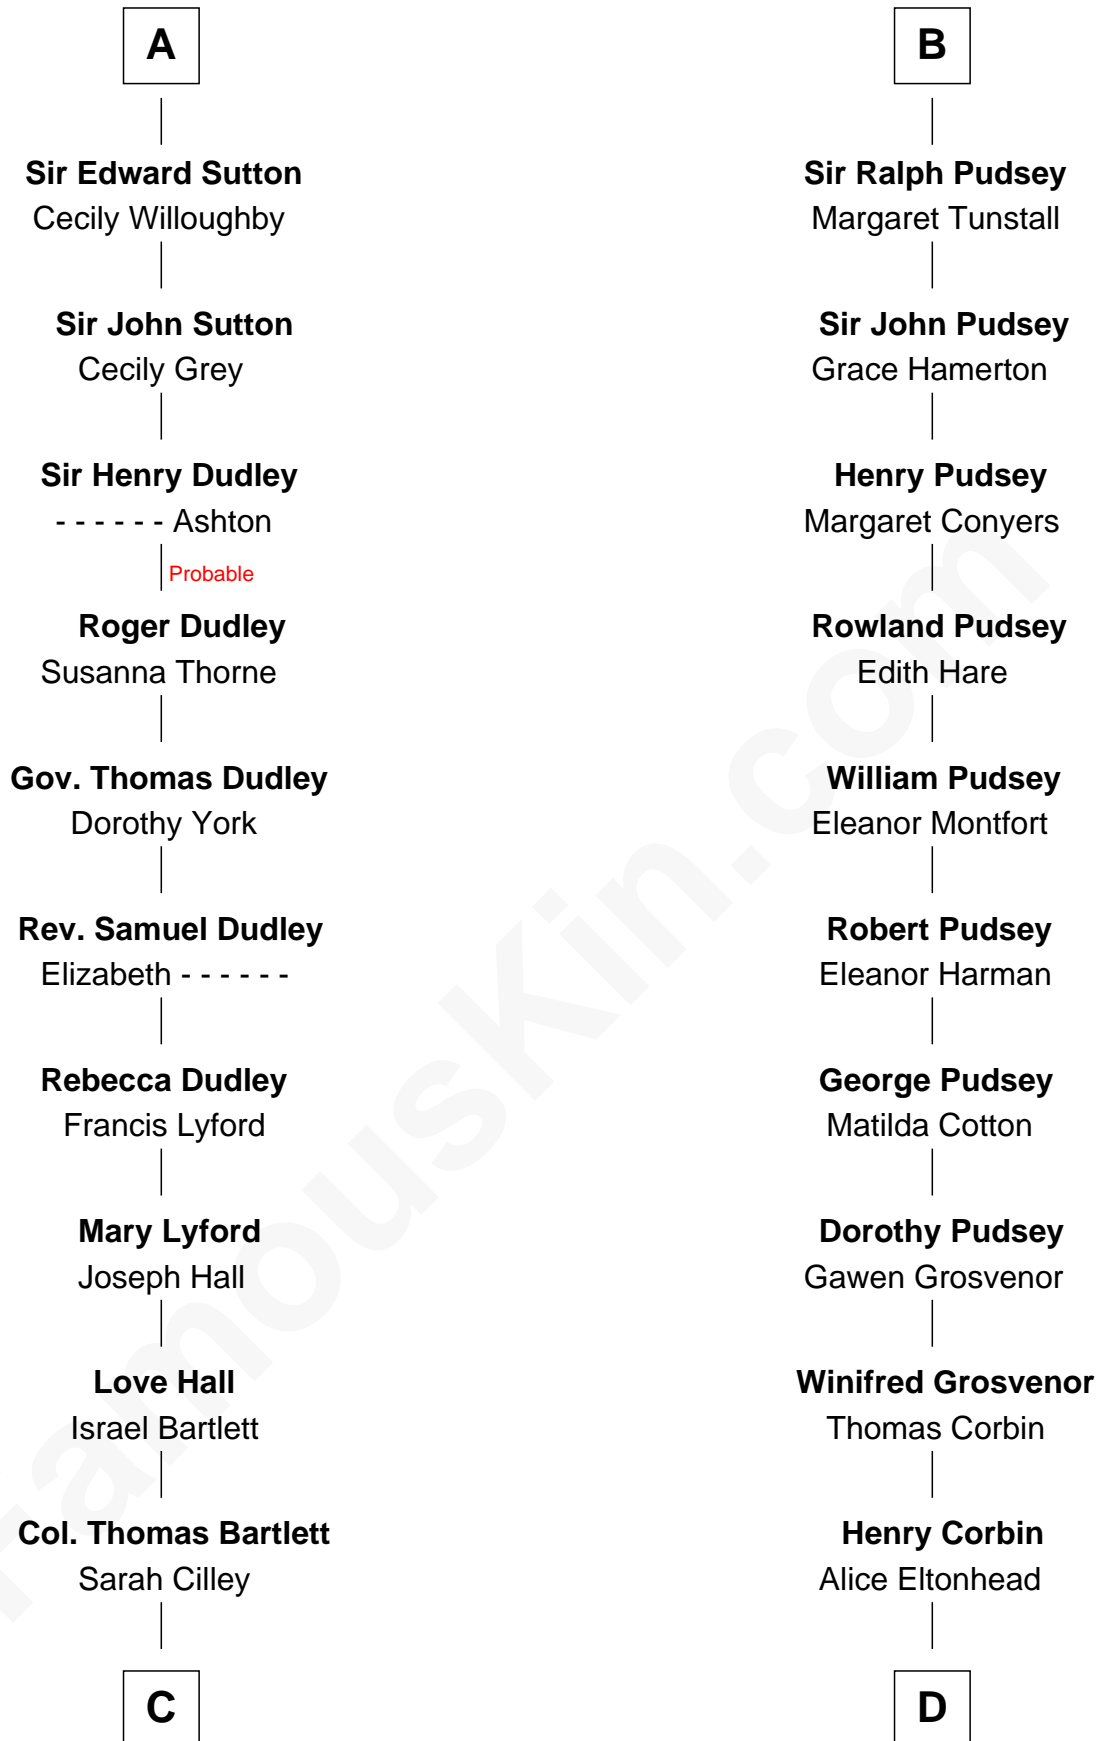 A
Sir Edward Sutton
Cecily Willoughby
Sir John Sutton
Cecily Grey
Sir Henry Dudley
- - - - - - Ashton
Probable
Roger Dudley
Susanna Thorne
Gov. Thomas Dudley
Dorothy York
Rev. Samuel Dudley
Elizabeth - - - - - -
Rebecca Dudley
Francis Lyford
Mary Lyford
Joseph Hall
Love Hall
Israel Bartlett
Col. Thomas Bartlett
Sarah Cilley
C
B
Sir Ralph Pudsey
Margaret Tunstall
Sir John Pudsey
Grace Hamerton
Henry Pudsey
Margaret Conyers
Rowland Pudsey
Edith Hare
William Pudsey
Eleanor Montfort
Robert Pudsey
Eleanor Harman
George Pudsey
Matilda Cotton
Dorothy Pudsey
Gawen Grosvenor
Winifred Grosvenor
Thomas Corbin
Henry Corbin
Alice Eltonhead
D
FamousKin.com